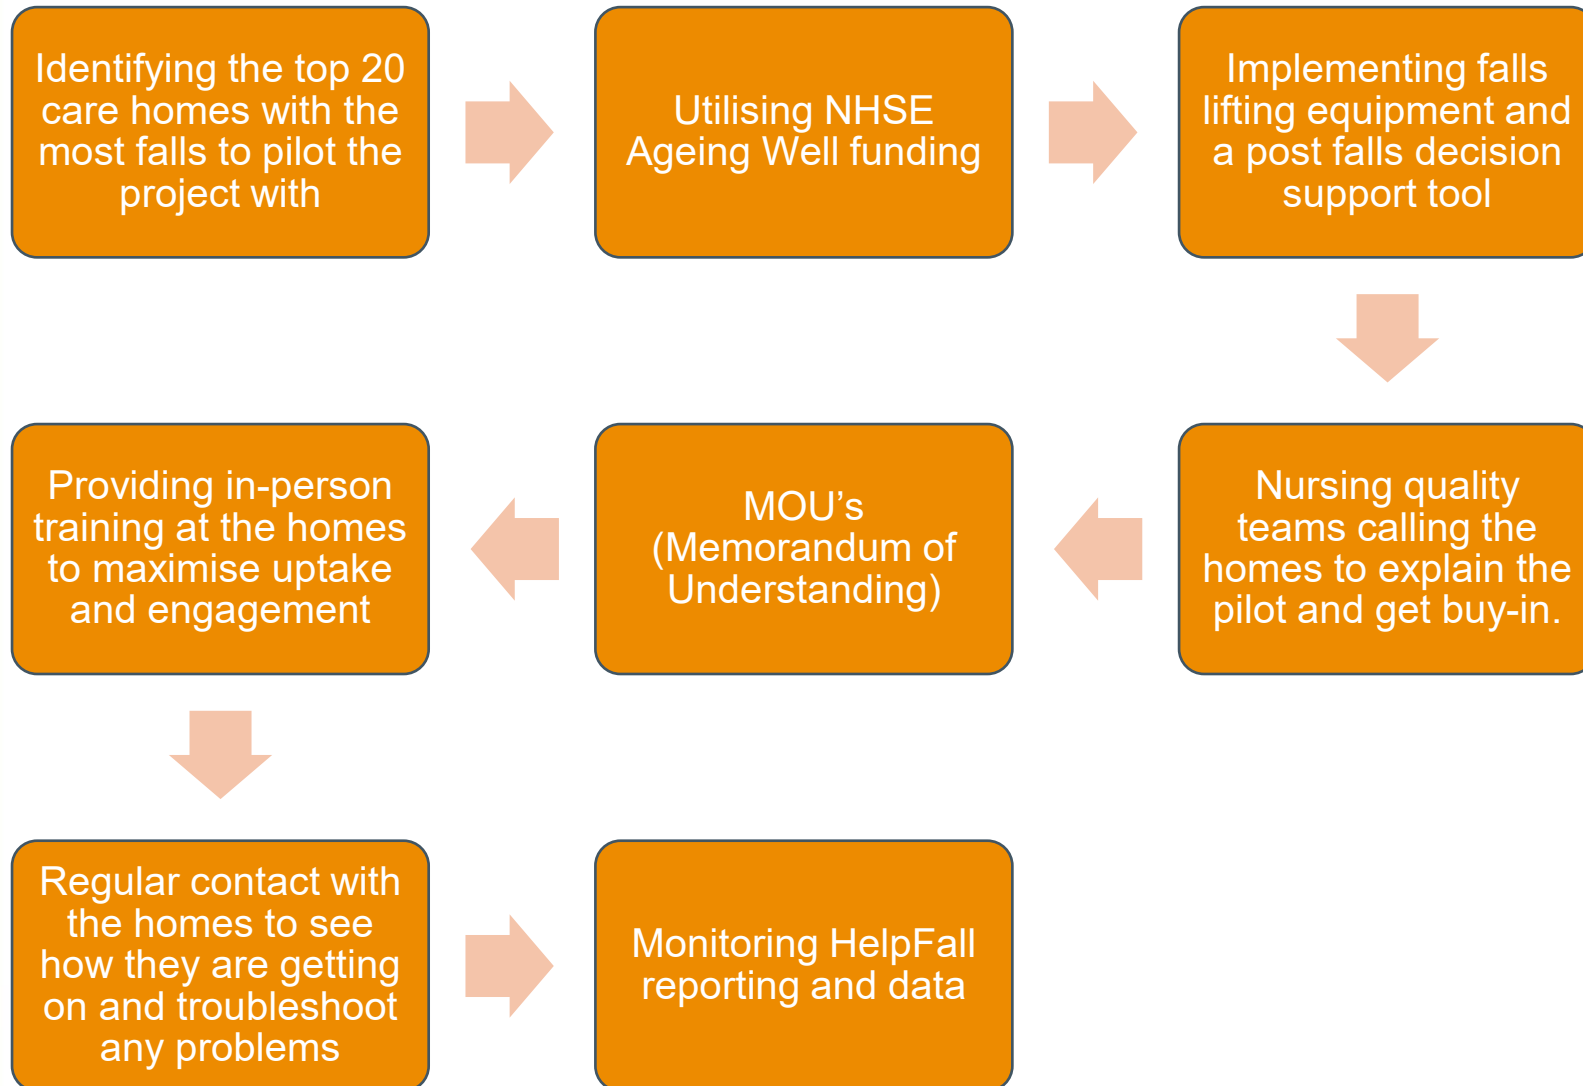 Identifying the top 20
care homes with the
most falls to pilot the
project with
Utilising NHSE
Ageing Well funding
Implementing falls
lifting equipment and
a post falls decision
support tool
Nursing quality
teams calling the
homes to explain the
pilot and get buy-in.
MOU’s
(Memorandum of
Understanding)
Providing in-person
training at the homes
to maximise uptake
and engagement
Regular contact with
the homes to see
how they are getting
on and troubleshoot
any problems
Monitoring HelpFall
reporting and data